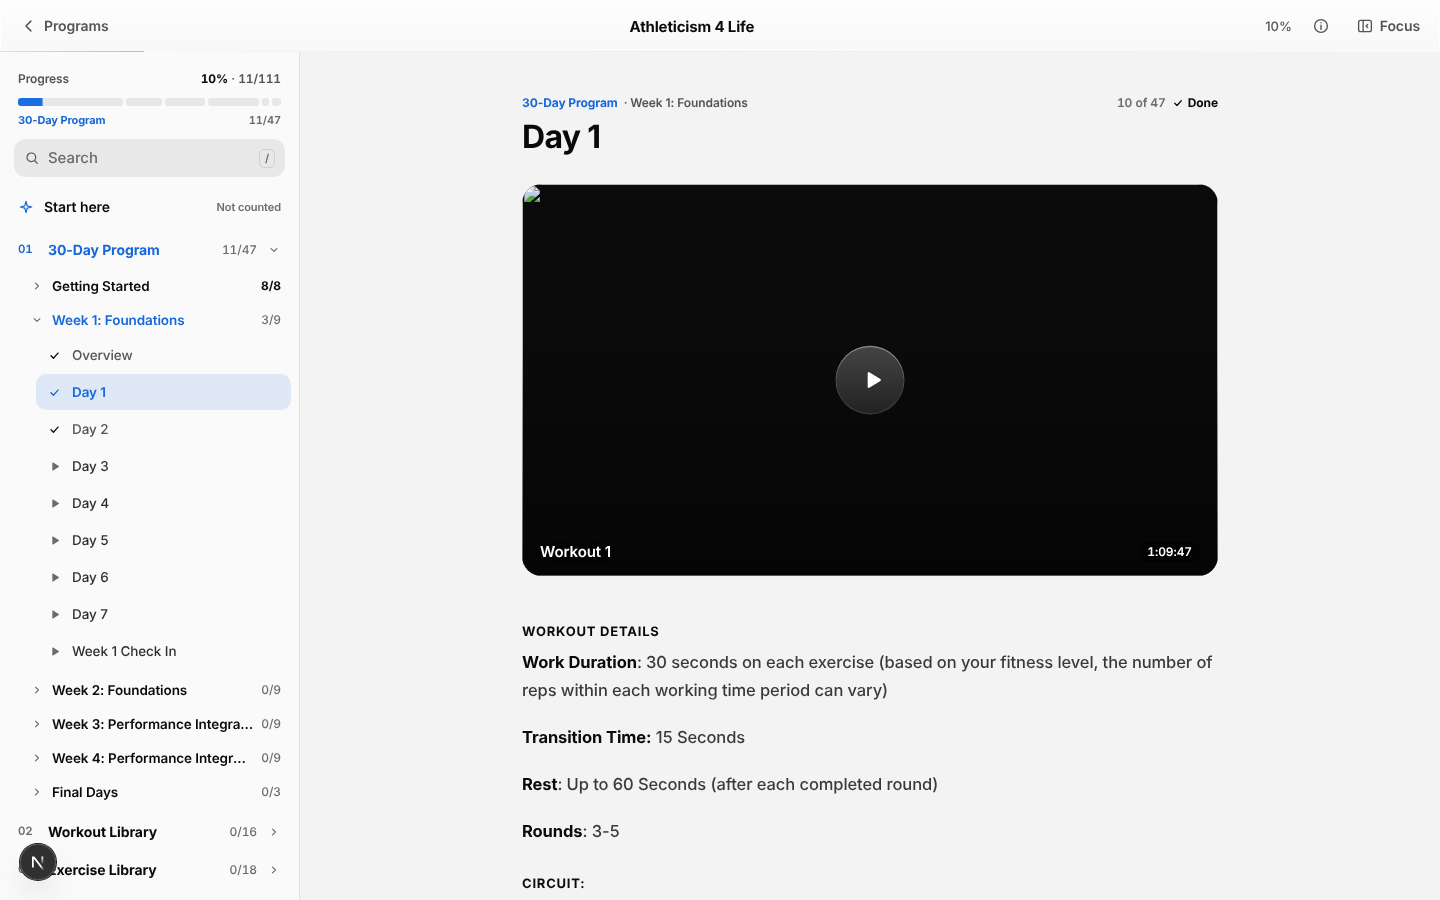 Programs
Athleticism 4 Life
10%
Focus
Progress
10% · 11/111
30-Day Program
11/47
Search
/
Start here
Not counted
01
30-Day Program
11/47
Getting Started
8/8
Week 1: Foundations
3/9
Overview
Day 1
Day 2
Day 3
Day 4
Day 5
Day 6
Day 7
Week 1 Check In
Week 2: Foundations
0/9
Week 3: Performance Integra...
0/9
Week 4: Performance Integr...
0/9
Final Days
0/3
02
Workout Library
0/16
N
Exercise Library
0/18
30-Day Program · Week 1: Foundations
10 of 47
Done
Day 1
Workout 1
1:09:47
WORKOUT DETAILS
Work Duration: 30 seconds on each exercise (based on your fitness level, the number of
reps within each working time period can vary)
Transition Time: 15 Seconds
Rest: Up to 60 Seconds (after each completed round)
Rounds: 3-5
CIRCUIT: